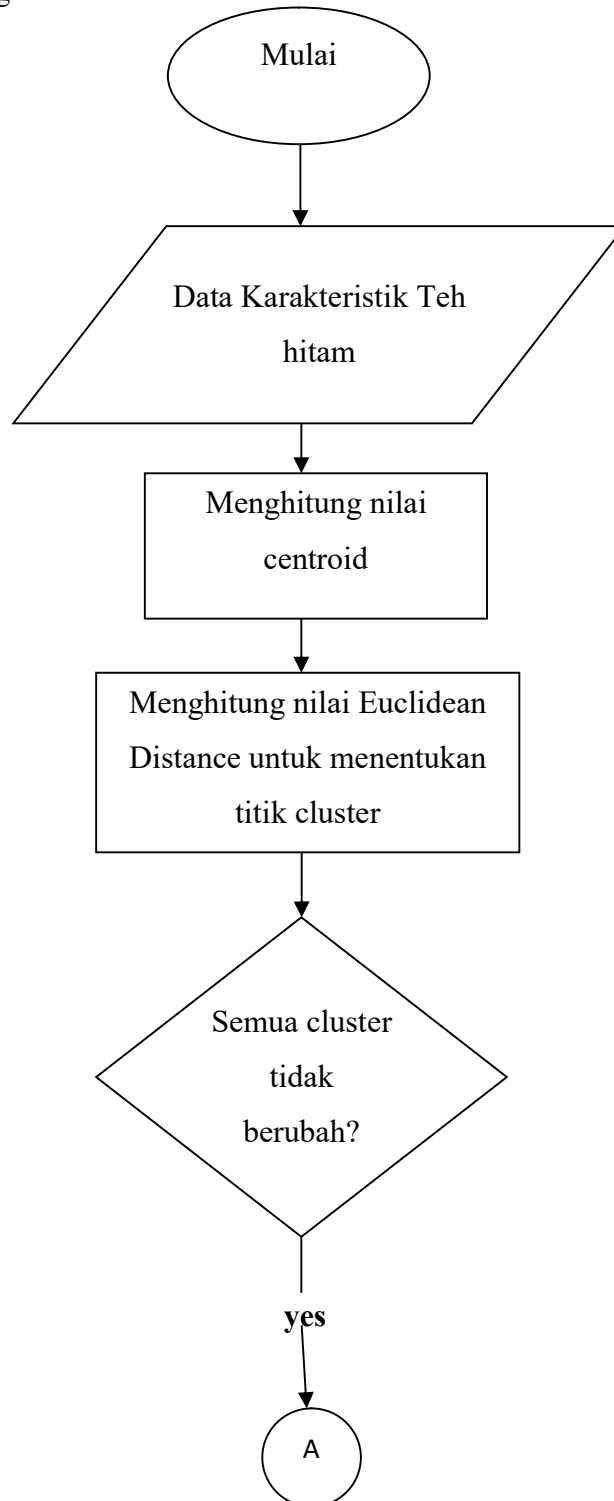 g
Mulai
Data Karakteristik Teh
hitam
Menghitung nilai
centroid
Menghitung nilai Euclidean
Distance untuk menentukan
titik cluster
Semua cluster
tidak
berubah?
yes
A